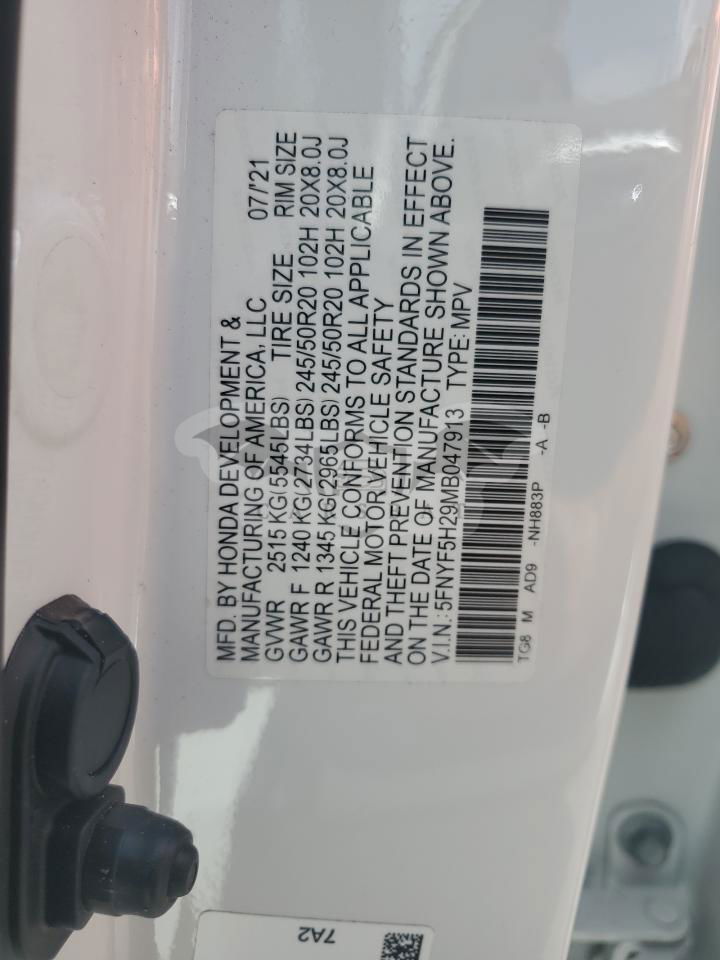 MFD. BY HONDA DEVELOPMENT &
MANUFACTURING OF AMERICA, LLC 07/'21
GVWR 2515 KG(5545LBS) TIRE SIZE RIM SIZE
GAWR F 1240 KG(2734LBS) 245/50R20 102H 20X8.0J
GAWR R 1345 KG(2965LBS) 245/50R20 102H 20X8.0J
THIS VEHICLE CONFORMS TO ALL APPLICABLE
FEDERAL MOTOR VEHICLE SAFETY
AND THEFT PREVENTION STANDARDS IN EFFECT
ON THE DATE OF MANUFACTURE SHOWN ABOVE.
V.I.N.: 5FNYF5H29MB047913 TYPE: MPV
TG8 M AD9 -NH883P -A -B
7A2